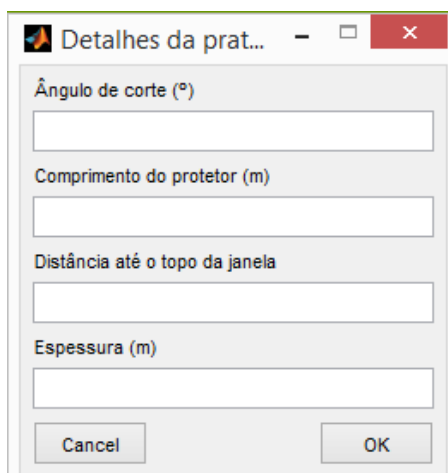 Detalhes da prat...
Ângulo de corte (º)
Comprimento do protetor (m)
Distância até o topo da janela
Espessura (m)
Cancel OK